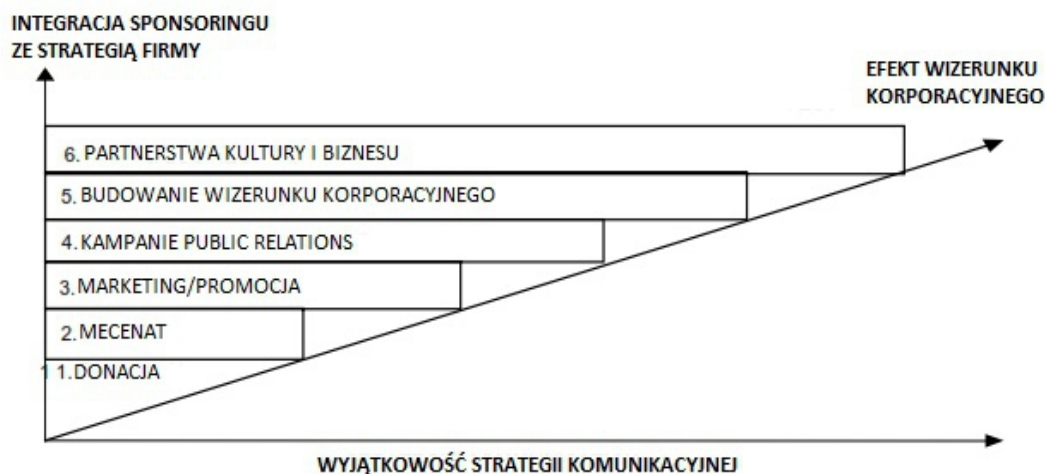 INTEGRACJA SPONSORINGU
ZE STRATEGIĄ FIRMY
EFEKT WIZERUNKU
KORPORACYJNEGO
6. PARTNERSTWA KULTURY I BIZNESU
5. BUDOWANIE WIZERUNKU KORPORACYJNEGO
4. KAMPANIE PUBLIC RELATIONS
3. MARKETING/PROMOCJA
2. MECENAT
1 1.DONACJA
WYJĄTKOWOŚĆ STRATEGII KOMUNIKACYJNEJ